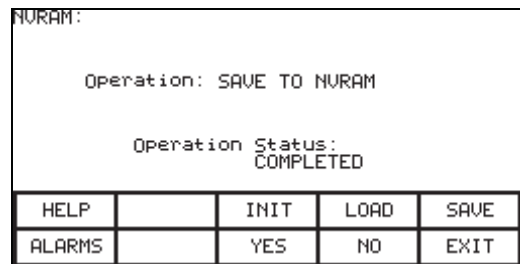 NVRAM:
Operation: SAVE TO NVRAM
Operation Status:
COMPLETED
HELP INIT LOAD SAVE
ALARMS YES NO EXIT